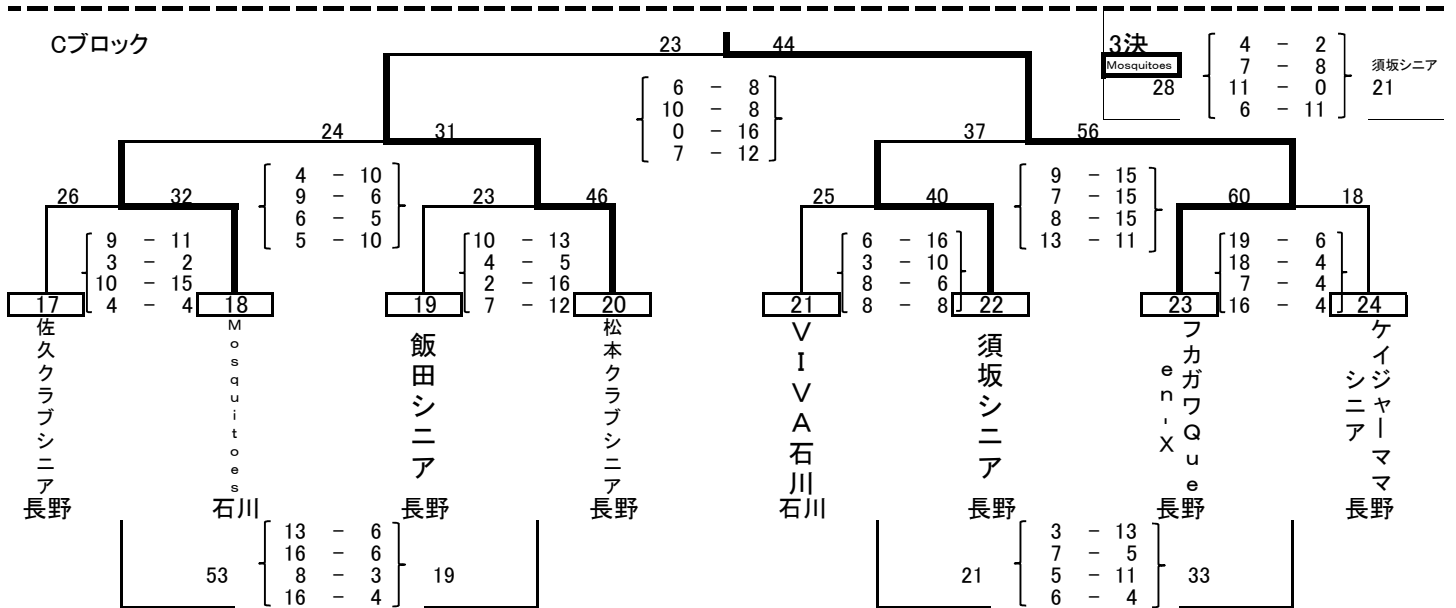 Cブロック
23 44
3決
Mosquitoes
28
4 - 2
7 - 8
11 - 0
6 - 11
須坂シニア
21
6 - 8
10 - 8
0 - 16
7 - 12
24 31
37 56
4 - 10
9 - 6
6 - 5
5 - 10
9 - 15
7 - 15
8 - 15
13 - 11
26 32
23 46
25 40
60 18
9 - 11
3 - 2
10 - 15
4 - 4
10 - 13
4 - 5
2 - 16
7 - 12
6 - 16
3 - 10
8 - 6
8 - 8
19 - 6
18 - 4
7 - 4
16 - 4
17
18
19
20
21
22
23
24
佐久クラブシニア
Mosquitoes
飯田シニア
松本クラブシニア
VIVA石川
須坂シニア
フカガワQue
en'X
ケイジャーママ
シニア
長野
石川
長野
長野
石川
長野
長野
長野
53
13 - 6
16 - 6
8 - 3
16 - 4
19
21
3 - 13
7 - 5
5 - 11
6 - 4
33